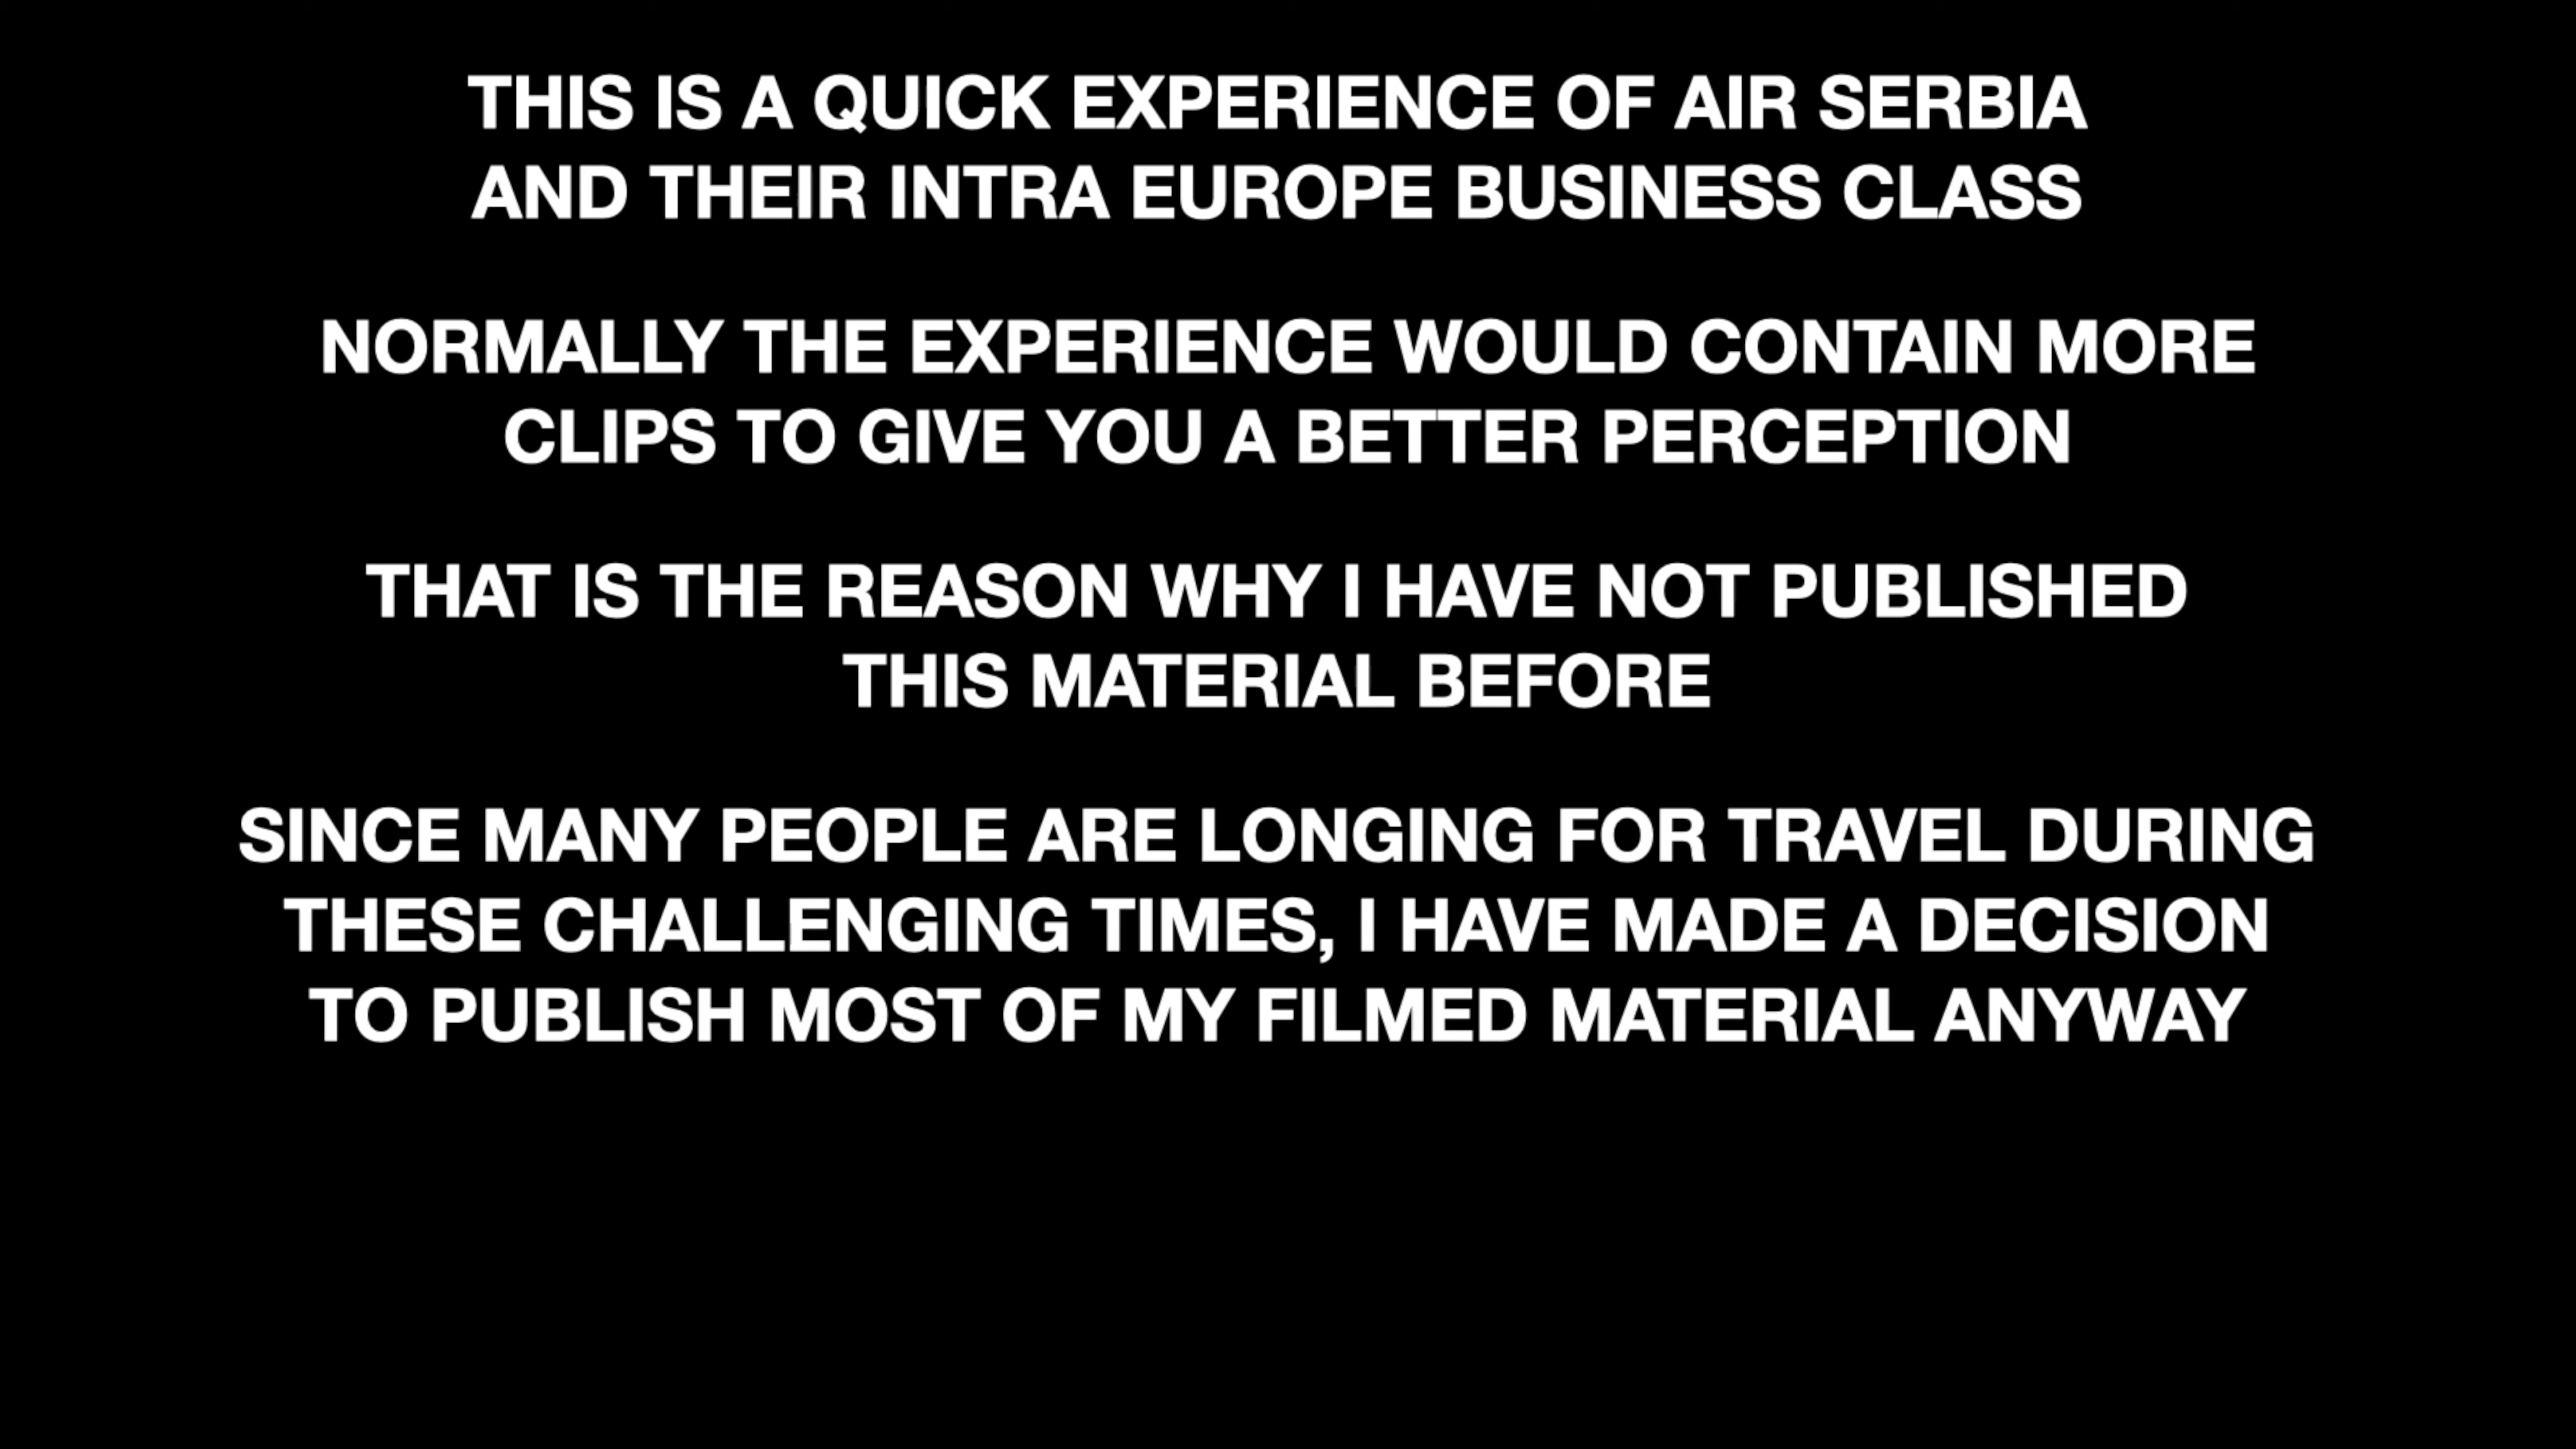 THIS IS A QUICK EXPERIENCE OF AIR SERBIA
AND THEIR INTRA EUROPE BUSINESS CLASS
NORMALLY THE EXPERIENCE WOULD CONTAIN MORE
CLIPS TO GIVE YOU A BETTER PERCEPTION
THAT IS THE REASON WHY I HAVE NOT PUBLISHED
THIS MATERIAL BEFORE
SINCE MANY PEOPLE ARE LONGING FOR TRAVEL DURING
THESE CHALLENGING TIMES, I HAVE MADE A DECISION
TO PUBLISH MOST OF MY FILMED MATERIAL ANYWAY